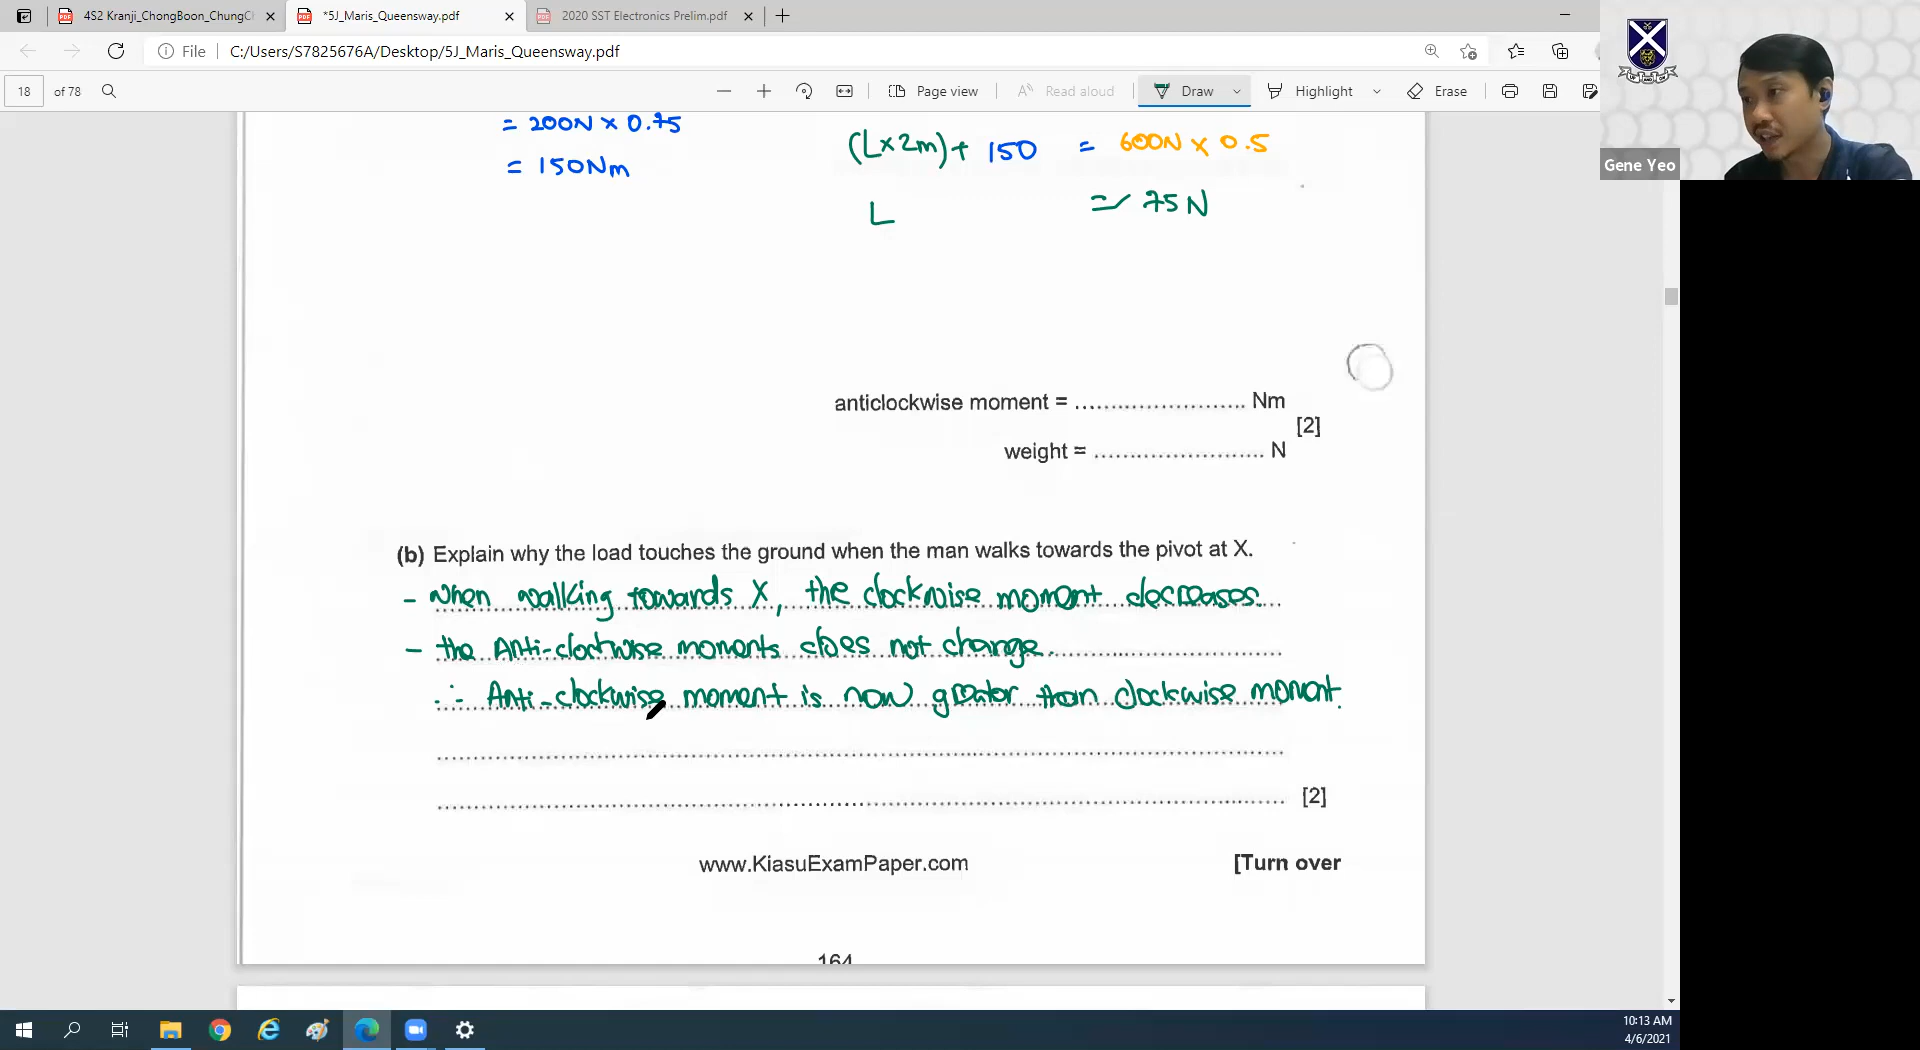 4S2 Kranji_ChongBoon_ChungC
*5J_Maris_Queensway.pdf
2020 SST Electronics Prelim.pdf
File
C:/Users/S7825676A/Desktop/5J_Maris_Queensway.pdf
18 of 78
Page view
Read aloud
Draw
Highlight
Erase
Gene Yeo
= 200N x 0.75
= 150Nm
(L x 2m) + 150 = 600N x 0.5
L = 75N
anticlockwise moment = ........................ Nm
[2]
weight = ........................ N
(b) Explain why the load touches the ground when the man walks towards the pivot at X.
- when walking towards X, the clockwise moment decreases.
- the Anti-clockwise moments does not change.
∴ Anti-clockwise moment is now greater than clockwise moment.
[2]
www.KiasuExamPaper.com
[Turn over
164
10:13 AM
4/6/2021